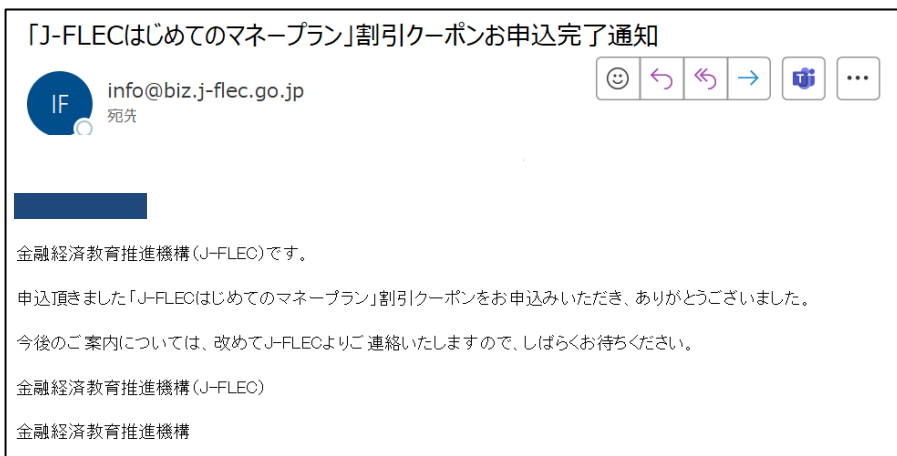 「J-FLECはじめてのマネープラン」割引クーポンお申込完了通知
IF
info@biz.j-flec.go.jp
宛先
金融経済教育推進機構(J-FLEC)です。
申込頂きました「J-FLECはじめてのマネープラン」割引クーポンをお申込みいただき、ありがとうございました。
今後のご案内については、改めてJ-FLECよりご連絡いたしますので、しばらくお待ちください。
金融経済教育推進機構(J-FLEC)
金融経済教育推進機構